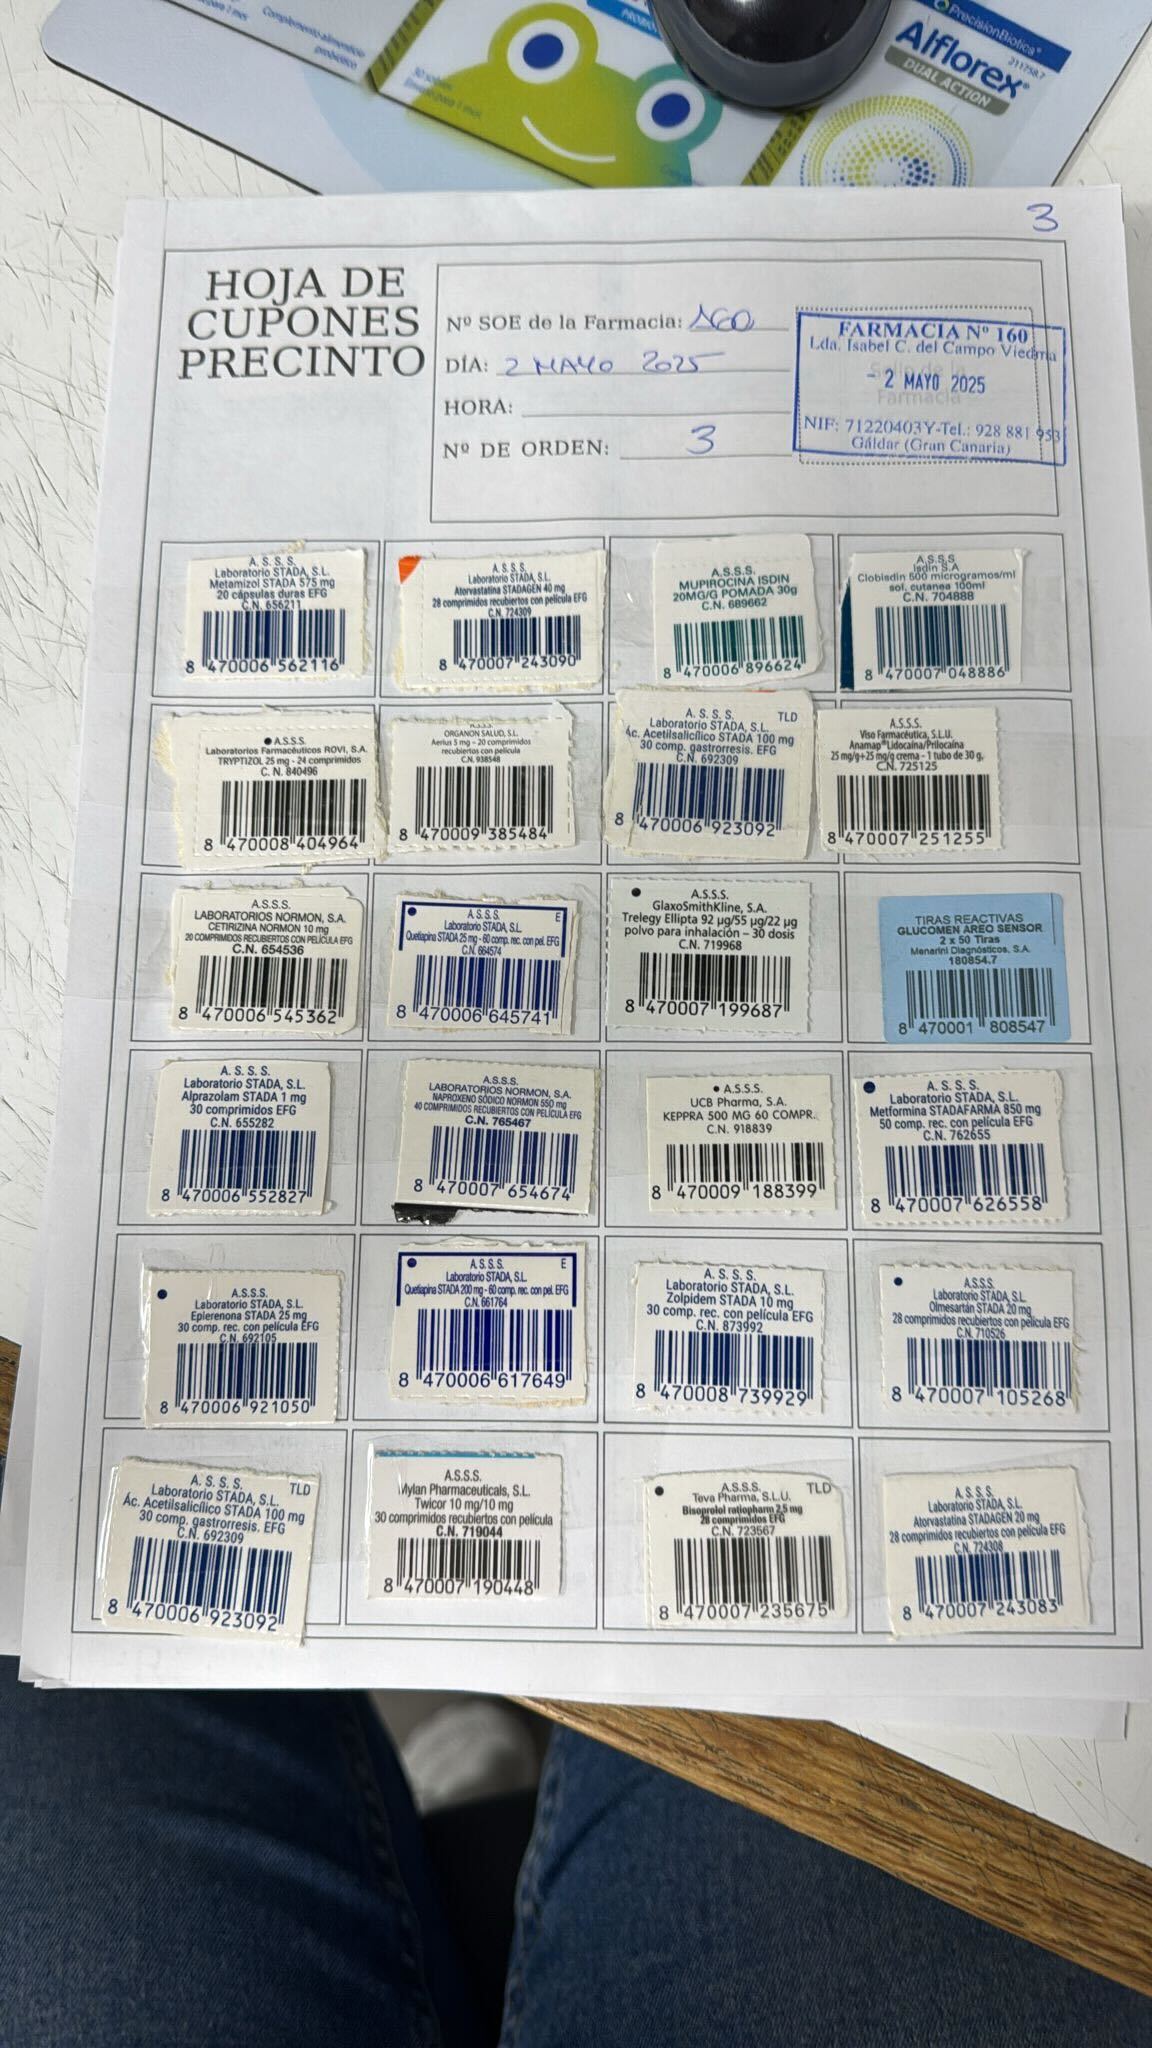 Complemento alimenticio
probiótico
30 sobres
PrecisionBiotics®
Alflorex®
DUAL ACTION
211758.7
3
HOJA DE
CUPONES
PRECINTO
Nº SOE de la Farmacia: 160
DÍA: 2 MAYO 2025
HORA:
Nº DE ORDEN: 3
FARMACIA Nº 160
Lda. Isabel C. del Campo Viedma
- 2 MAYO 2025
Sello de la
Farmacia
NIF: 71220403Y-Tel.: 928 881 953
Gáldar (Gran Canaria)
A. S. S. S.
Laboratorio STADA, S.L.
Metamizol STADA 575 mg
20 cápsulas duras EFG
C.N. 656211
8 470006 562116
A. S. S. S.
Laboratorio STADA, S.L.
Atorvastatina STADAGEN 40 mg
28 comprimidos recubiertos con película EFG
C.N. 724309
8 470007 243090
A.S.S.S.
MUPIROCINA ISDIN
20MG/G POMADA 30g
C.N. 689662
8 470006 896624
A.S.S.S.
Isdin S.A
Clobisdin 500 microgramos/ml
sol. cutanea 100ml
C.N. 704888
8 470007 048886
A.S.S.S.
Laboratorios Farmacéuticos ROVI, S.A.
TRYPTIZOL 25 mg - 24 comprimidos
C. N. 840496
8 470008 404964
A.S.S.S.
ORGANON SALUD, S.L.
Aerius 5 mg – 20 comprimidos
recubiertos con película
C.N. 938548
8 470009 385484
A. S. S. S. TLD
Laboratorio STADA, S.L.
Ác. Acetilsalicílico STADA 100 mg
30 comp. gastrorresis. EFG
C.N. 692309
8 470006 923092
A.S.S.S.
Viso Farmacéutica, S.L.U.
Anamap® Lidocaína/Prilocaína
25 mg/g+25 mg/g crema - 1 tubo de 30 g.
C.N. 725125
8 470007 251255
A.S.S.S.
LABORATORIOS NORMON, S.A.
CETIRIZINA NORMON 10 mg
20 COMPRIMIDOS RECUBIERTOS CON PELÍCULA EFG
C.N. 654536
8 470006 545362
A. S. S. S. E
Laboratorio STADA, S.L.
Quetiapina STADA 25 mg - 60 comp. rec. con pel. EFG
C.N. 664574
8 470006 645741
A.S.S.S.
GlaxoSmithKline, S.A.
Trelegy Ellipta 92 µg/55 µg/22 µg
polvo para inhalación – 30 dosis
C.N. 719968
8 470007 199687
TIRAS REACTIVAS
GLUCOMEN AREO SENSOR
2 x 50 Tiras
Menarini Diagnósticos, S.A.
180854.7
8 470001 808547
A. S. S. S.
Laboratorio STADA, S.L.
Alprazolam STADA 1 mg
30 comprimidos EFG
C.N. 655282
8 470006 552827
A.S.S.S.
LABORATORIOS NORMON, S.A.
NAPROXENO SÓDICO NORMON 550 mg
40 COMPRIMIDOS RECUBIERTOS CON PELÍCULA EFG
C.N. 765467
8 470007 654674
A.S.S.S.
UCB Pharma, S.A.
KEPPRA 500 MG 60 COMPR.
C.N. 918839
8 470009 188399
A. S. S. S.
Laboratorio STADA, S.L.
Metformina STADAFARMA 850 mg
50 comp. rec. con película EFG
C.N. 762655
8 470007 626558
A.S.S.S.
Laboratorio STADA, S.L.
Eplerenona STADA 25 mg
30 comp. rec. con película EFG
C.N. 692105
8 470006 921050
A. S. S. S. E
Laboratorio STADA, S.L.
Quetiapina STADA 200 mg - 60 comp. rec. con pel. EFG
C.N. 661764
8 470006 617649
A. S. S. S.
Laboratorio STADA, S.L.
Zolpidem STADA 10 mg
30 comp. rec. con película EFG
C.N. 873992
8 470008 739929
A.S.S.S.
Laboratorio STADA, S.L.
Olmesartán STADA 20 mg
28 comprimidos recubiertos con película EFG
C.N. 710526
8 470007 105268
A. S. S. S. TLD
Laboratorio STADA, S.L.
Ác. Acetilsalicílico STADA 100 mg
30 comp. gastrorresis. EFG
C.N. 692309
8 470006 923092
A.S.S.S.
Mylan Pharmaceuticals, S.L.
Twicor 10 mg/10 mg
30 comprimidos recubiertos con película
C.N. 719044
8 470007 190448
A.S.S.S. TLD
Teva Pharma, S.L.U.
Bisoprolol ratiopharm 2,5 mg
28 comprimidos EFG
C.N. 723567
8 470007 235675
A. S. S. S.
Laboratorio STADA, S.L.
Atorvastatina STADAGEN 20 mg
28 comprimidos recubiertos con película EFG
C.N. 724308
8 470007 243083